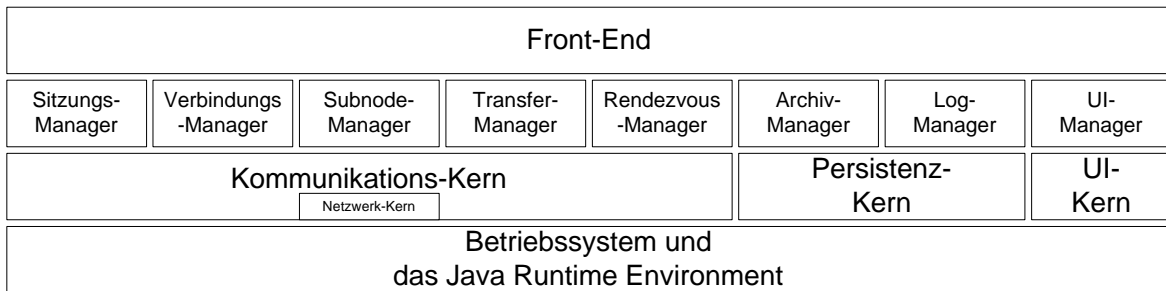 Front-End
Sitzungs-
Manager
Verbindungs
-Manager
Subnode-
Manager
Transfer-
Manager
Rendezvous
-Manager
Archiv-
Manager
Log-
Manager
UI-
Manager
Kommunikations-Kern
Netzwerk-Kern
Persistenz-
Kern
UI-
Kern
Betriebssystem und
das Java Runtime Environment